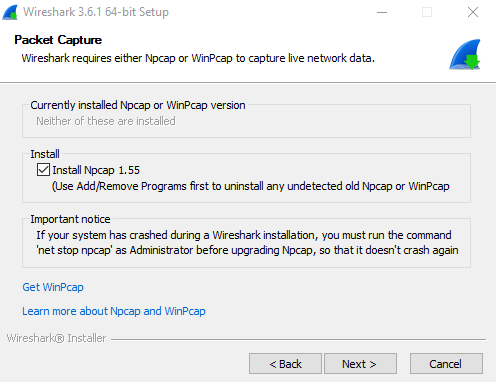 Wireshark 3.6.1 64-bit Setup
Packet Capture
Wireshark requires either Npcap or WinPcap to capture live network data.
Currently installed Npcap or WinPcap version
Neither of these are installed
Install
Install Npcap 1.55
(Use Add/Remove Programs first to uninstall any undetected old Npcap or WinPcap
Important notice
If your system has crashed during a Wireshark installation, you must run the command
'net stop npcap' as Administrator before upgrading Npcap, so that it doesn't crash again
Get WinPcap
Learn more about Npcap and WinPcap
Wireshark® Installer
< Back
Next >
Cancel